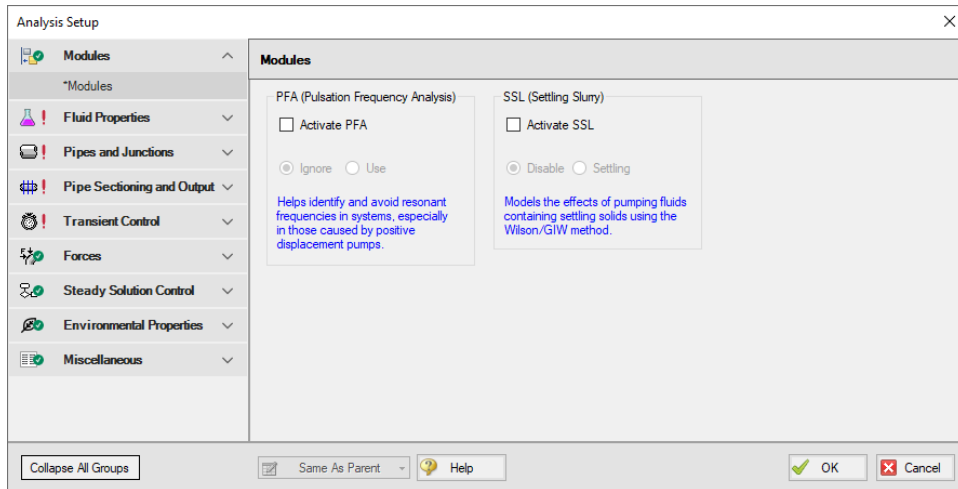 Analysis Setup
Modules
*Modules
Fluid Properties
Pipes and Junctions
Pipe Sectioning and Output
Transient Control
Forces
Steady Solution Control
Environmental Properties
Miscellaneous
Collapse All Groups
Modules
PFA (Pulsation Frequency Analysis)
Activate PFA
Ignore Use
Helps identify and avoid resonant
frequencies in systems, especially
in those caused by positive
displacement pumps.
SSL (Settling Slurry)
Activate SSL
Disable Settling
Models the effects of pumping fluids
containing settling solids using the
Wilson/GIW method.
Same As Parent
Help
OK
Cancel